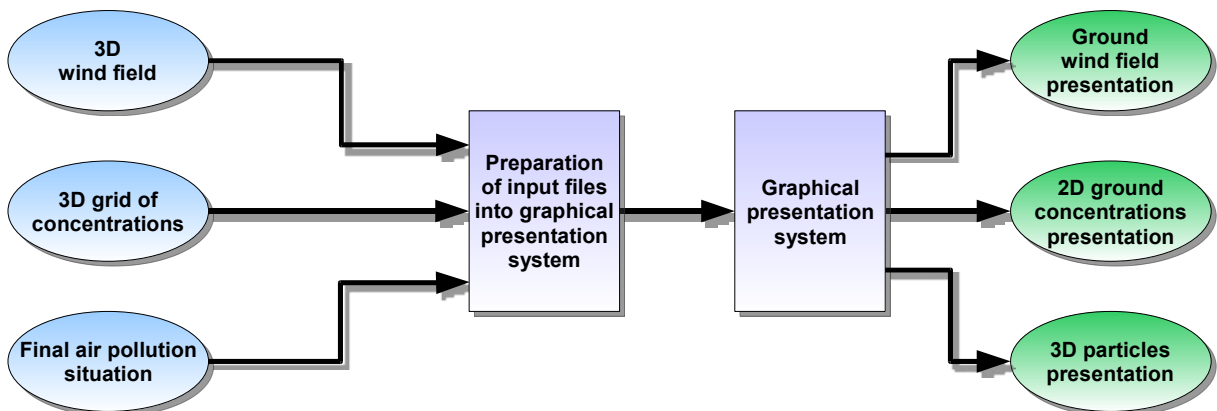 3D
wind field
3D grid of
concentrations
Final air pollution
situation
Preparation
of input files
into graphical
presentation
system
Graphical
presentation
system
Ground
wind field
presentation
2D ground
concentrations
presentation
3D particles
presentation